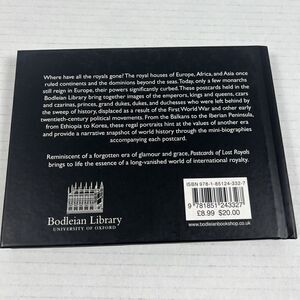 Where have all the royals gone? The royal houses of Europe, Africa, and Asia once
ruled continents and the dominions beyond the seas. Today, only a few monarchs
still reign in Europe, their powers significantly curbed. These postcards held in the
Bodleian Library bring together images of the emperors, kings and queens, czars
and czarinas, princes, grand dukes, dukes, and duchesses who were left behind by
the sweep of history, displaced as a result of the First World War and other early
twentieth-century political movements. From the Balkans to the Iberian Peninsula,
from Ethiopia to Korea, these regal portraits hint at the values of another era
and provide a narrative snapshot of world history through the mini-biographies
accompanying each postcard.
Reminiscent of a forgotten era of glamour and grace, Postcards of Lost Royals
brings to life the essence of a long-vanished world of international royalty.
Bodleian Library
UNIVERSITY OF OXFORD
ISBN 978-1-85124-332-7
9 781851 243327
£8.99 $20.00
www.bodleianbookshop.co.uk